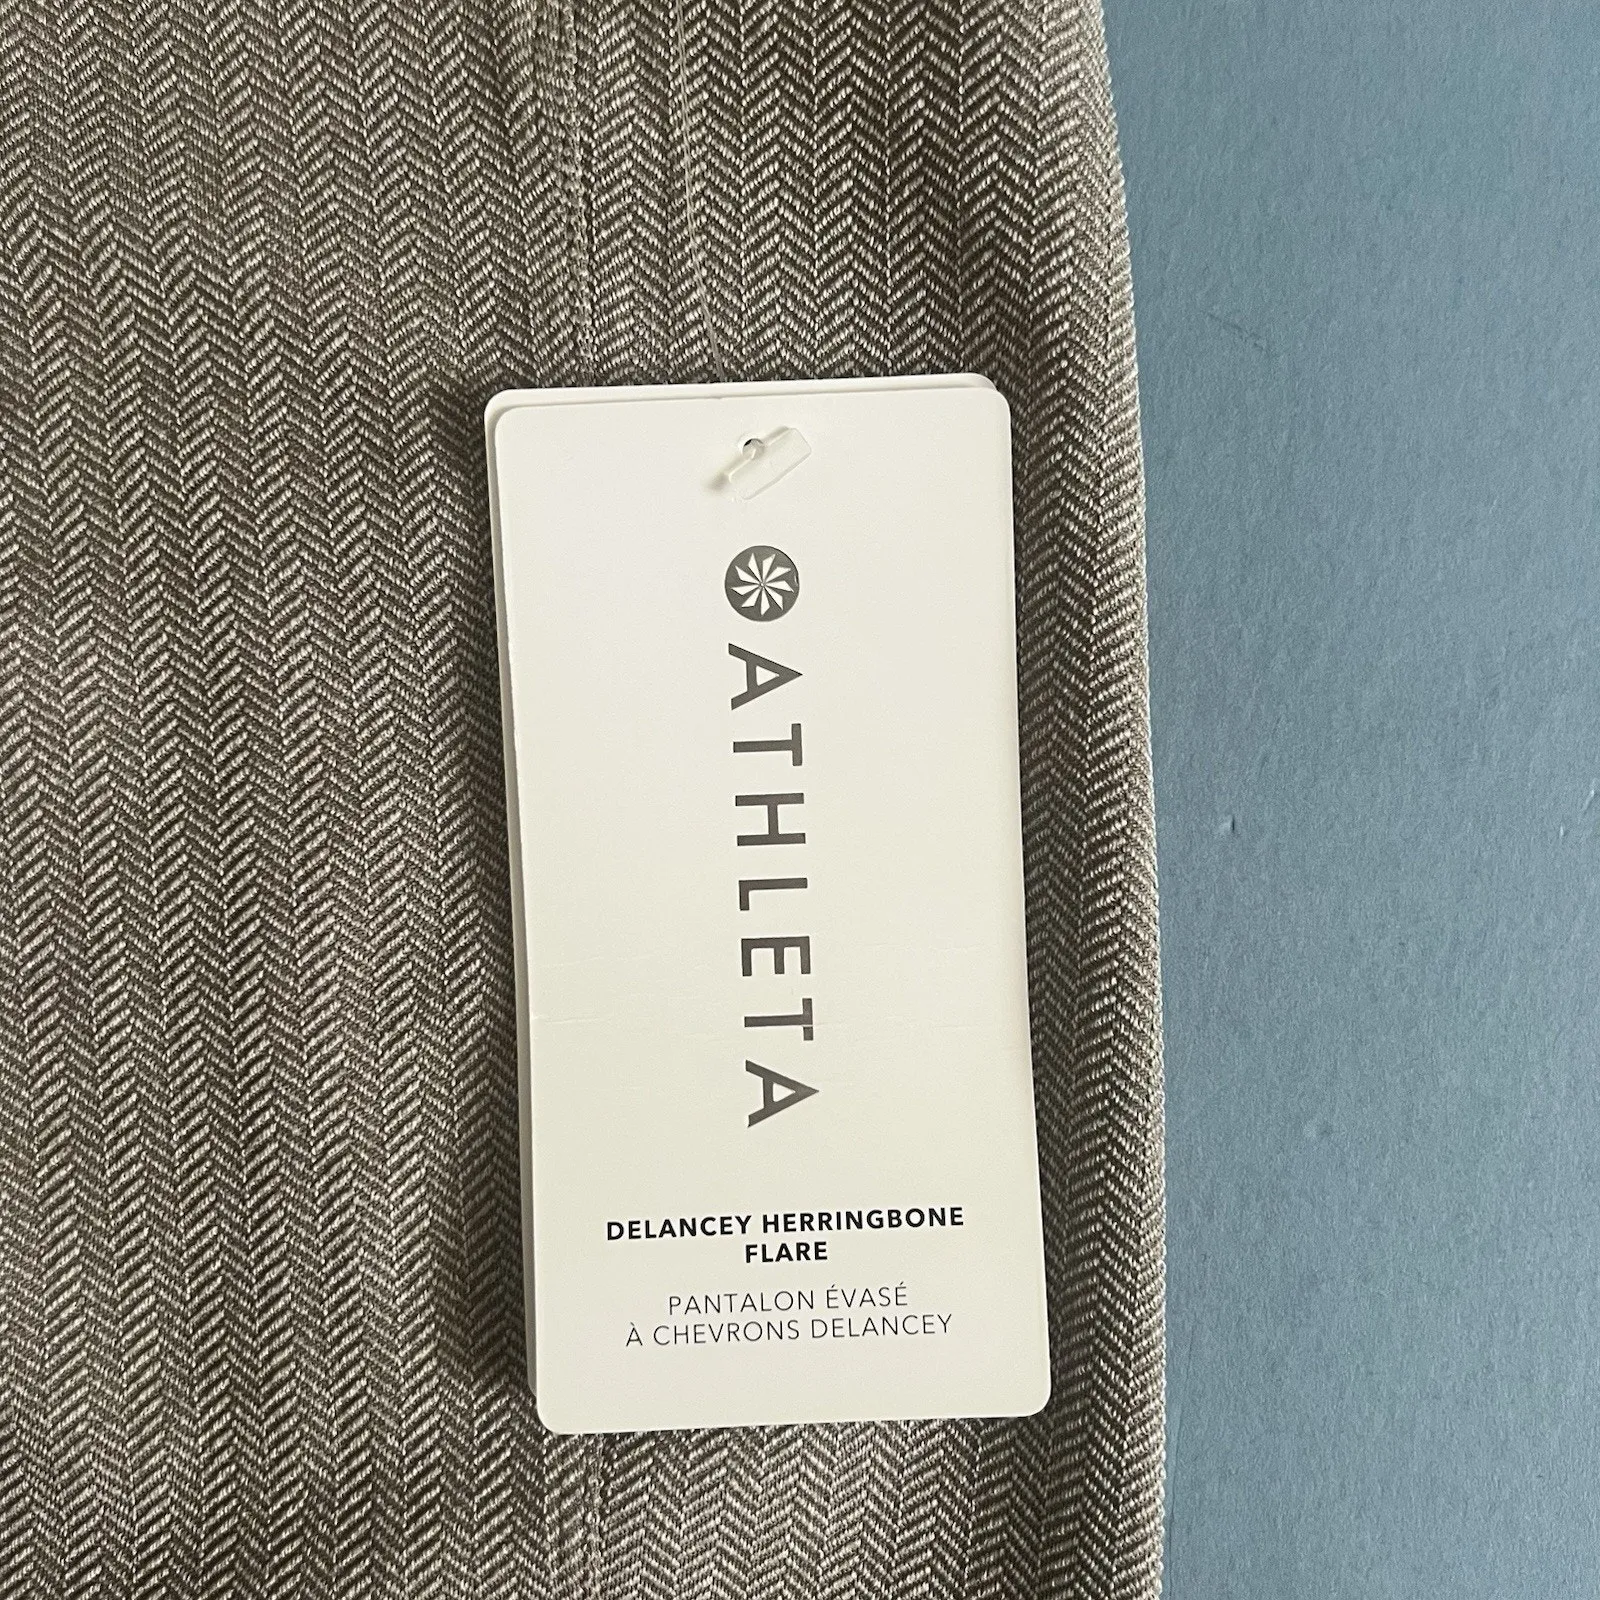 ATHLETA
DELANCEY HERRINGBONE
FLARE
PANTALON ÉVASÉ
À CHEVRONS DELANCEY